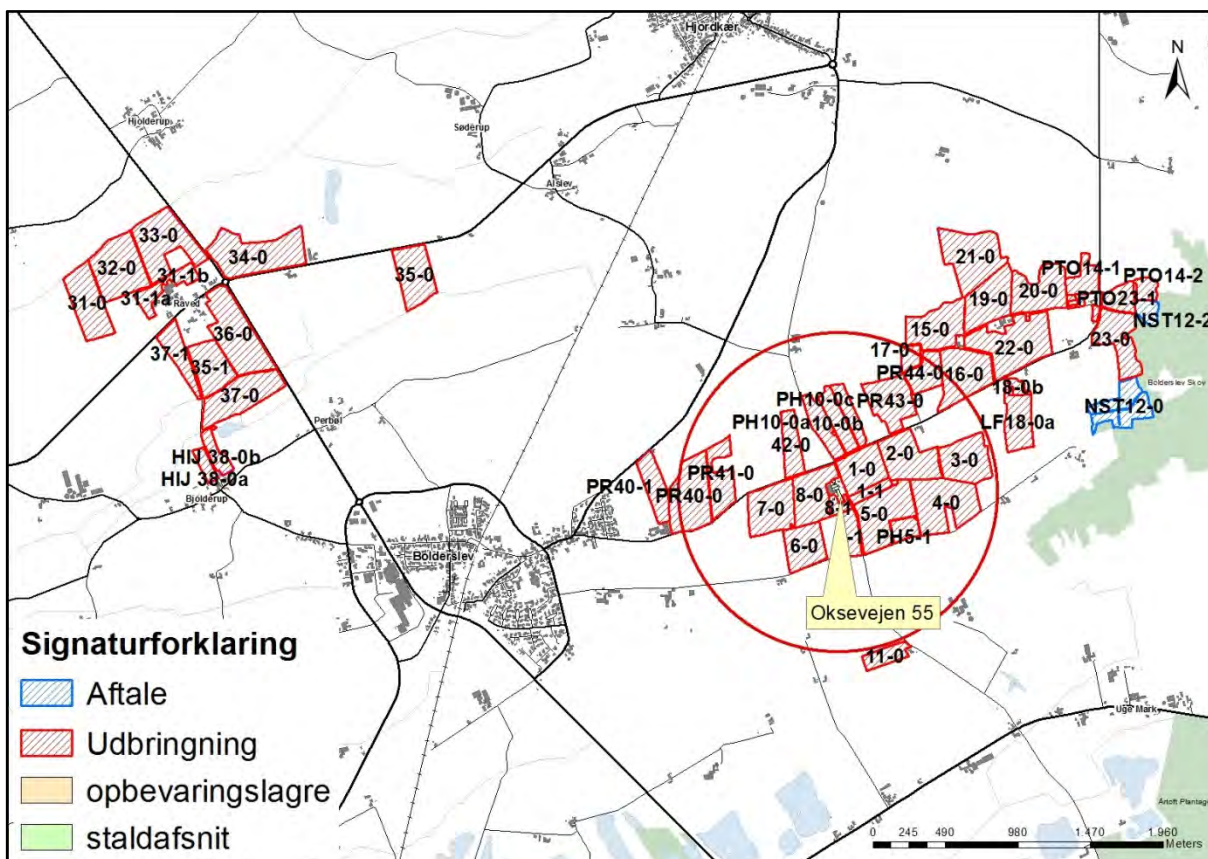 Hjordkær
N
Hjolderup
Søderup
Alslev
33-0
34-0
32-0
31-1b
35-0
31-0
31-1a
Raved
36-0
37-1
35-1
37-0
Perbøl
HIJ 38-0b
HIJ 38-0a
Bjolderup
21-0
PTO14-1
PTO14-2
20-0
19-0
PTO23-1
NST12-2
15-0
23-0
22-0
17-0
PR44-0
16-0
18-0b
Bolderslev Skov
PH10-0c
PR43-0
NST12-0
PH10-0a
10-0b
LF18-0a
42-0
2-0
PR41-0
1-0
3-0
PR40-1
PR40-0
8-0
1-1
7-0
8-1
5-0
4-0
6-0
-1
PH5-1
Bolderslev
Oksevejen 55
11-0
Uge Mark
Signaturforklaring
Aftale
Udbringning
opbevaringslagre
staldafsnit
Årtoft Plantage
0 245 490 980 1.470 1.960
Meters